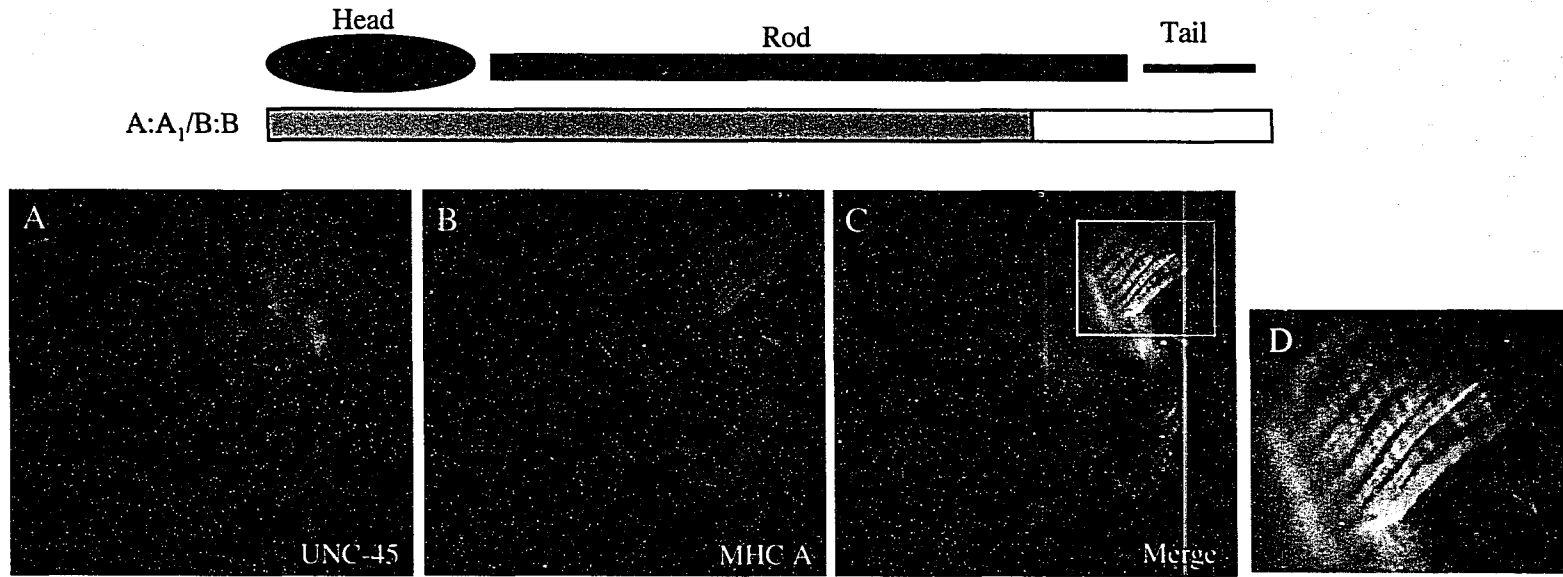 Head
Rod
Tail
A:A1/B:B
A
B
C
D
UNC-45
MHC A
Merge